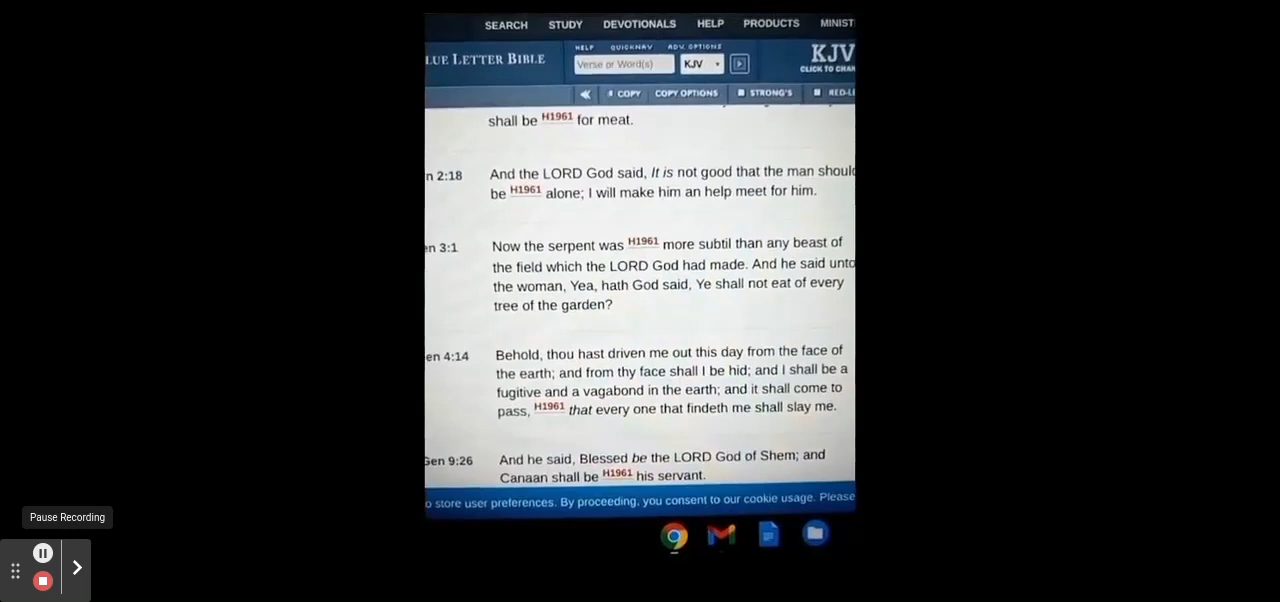 SEARCH STUDY DEVOTIONALS HELP PRODUCTS MINIST
LUE LETTER BIBLE
HELP QUICKNAV ADV. OPTIONS
Verse or Word(s) KJV
KJV
CLICK TO CHAN
COPY COPY OPTIONS STRONG'S RED-LE
shall be H1961 for meat.
n 2:18 And the LORD God said, It is not good that the man shoul
be H1961 alone; I will make him an help meet for him.
en 3:1 Now the serpent was H1961 more subtil than any beast of
the field which the LORD God had made. And he said unto
the woman, Yea, hath God said, Ye shall not eat of every
tree of the garden?
en 4:14 Behold, thou hast driven me out this day from the face of
the earth; and from thy face shall I be hid; and I shall be a
fugitive and a vagabond in the earth; and it shall come to
pass, H1961 that every one that findeth me shall slay me.
Gen 9:26 And he said, Blessed be the LORD God of Shem; and
Canaan shall be H1961 his servant.
o store user preferences. By proceeding, you consent to our cookie usage. Please
Pause Recording